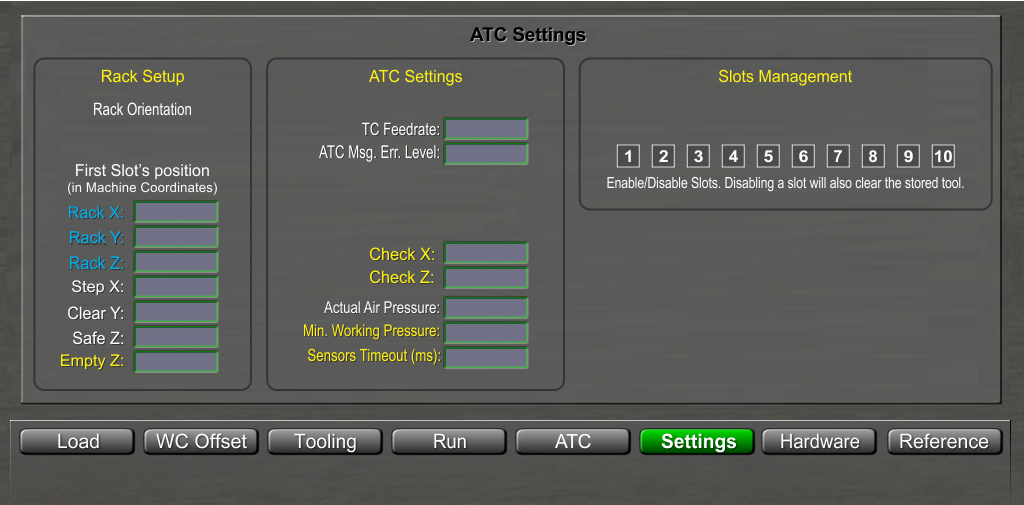 ATC Settings
Rack Setup
Rack Orientation
First Slot's position
(in Machine Coordinates)
Rack X:
Rack Y:
Rack Z:
Step X:
Clear Y:
Safe Z:
Empty Z:
ATC Settings
TC Feedrate:
ATC Msg. Err. Level:
Check X:
Check Z:
Actual Air Pressure:
Min. Working Pressure:
Sensors Timeout (ms):
Slots Management
1 2 3 4 5 6 7 8 9 10
Enable/Disable Slots. Disabling a slot will also clear the stored tool.
Load WC Offset Tooling Run ATC Settings Hardware Reference